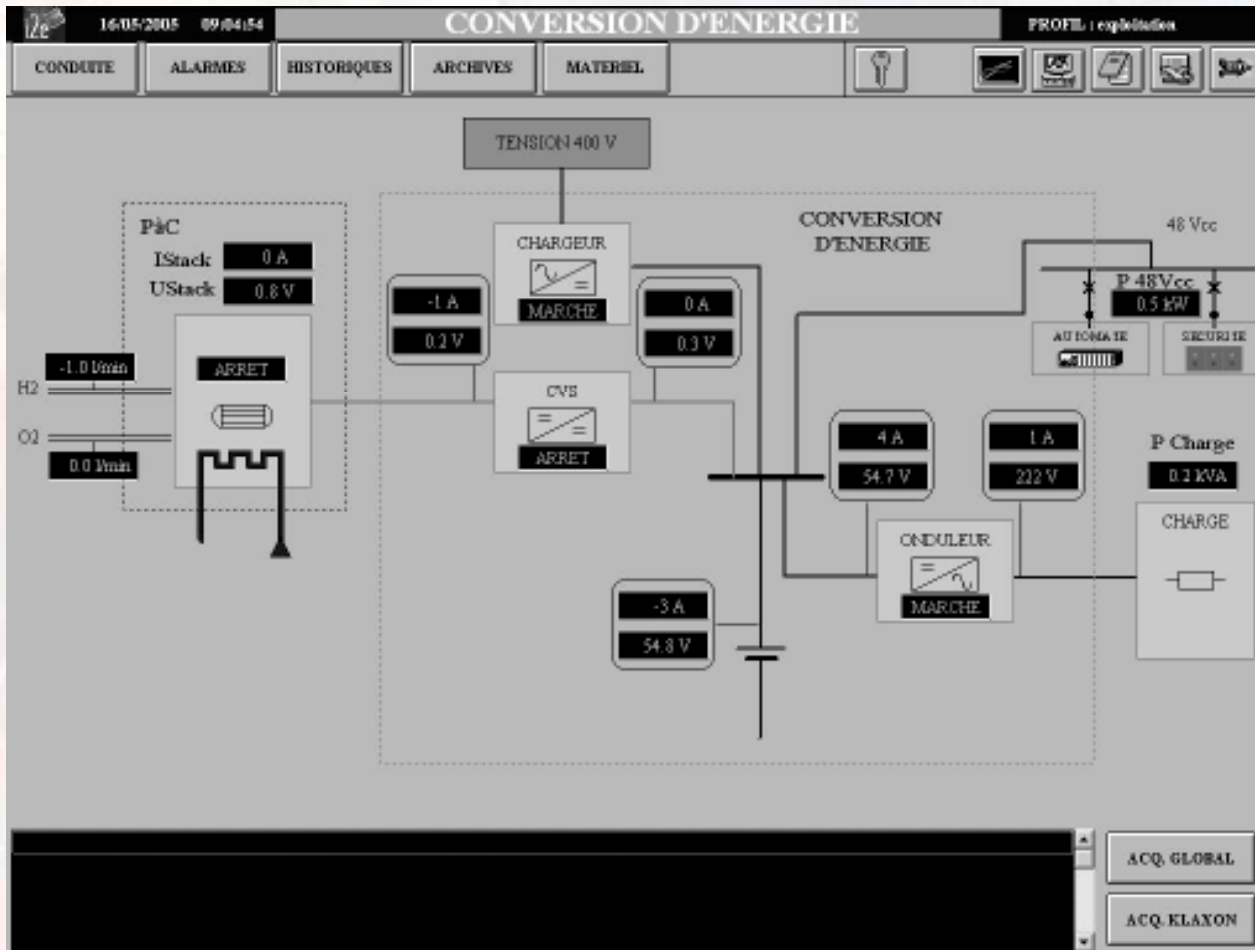 i2e 16/05/2005 09:04:54 CONVERSION D'ENERGIE PROFIL : exploitation
CONDUITE ALARMES HISTORIQUES ARCHIVES MATERIEL
TENSION 400 V
PàC
IStack 0 A
UStack 0.8 V
CONVERSION
D'ENERGIE
48 Vcc
CHARGEUR
MARCHE
-1 A
0.2 V
0 A
0.3 V
P 48Vcc
0.5 kW
AUTOMATE
SECURITE
-1.0 l/min
H2
ARRET
O2
0.0 l/min
CVS
ARRET
4 A
54.7 V
1 A
222 V
P Charge
0.2 kVA
CHARGE
ONDULEUR
MARCHE
-3 A
54.8 V
ACQ. GLOBAL
ACQ. KLAXON